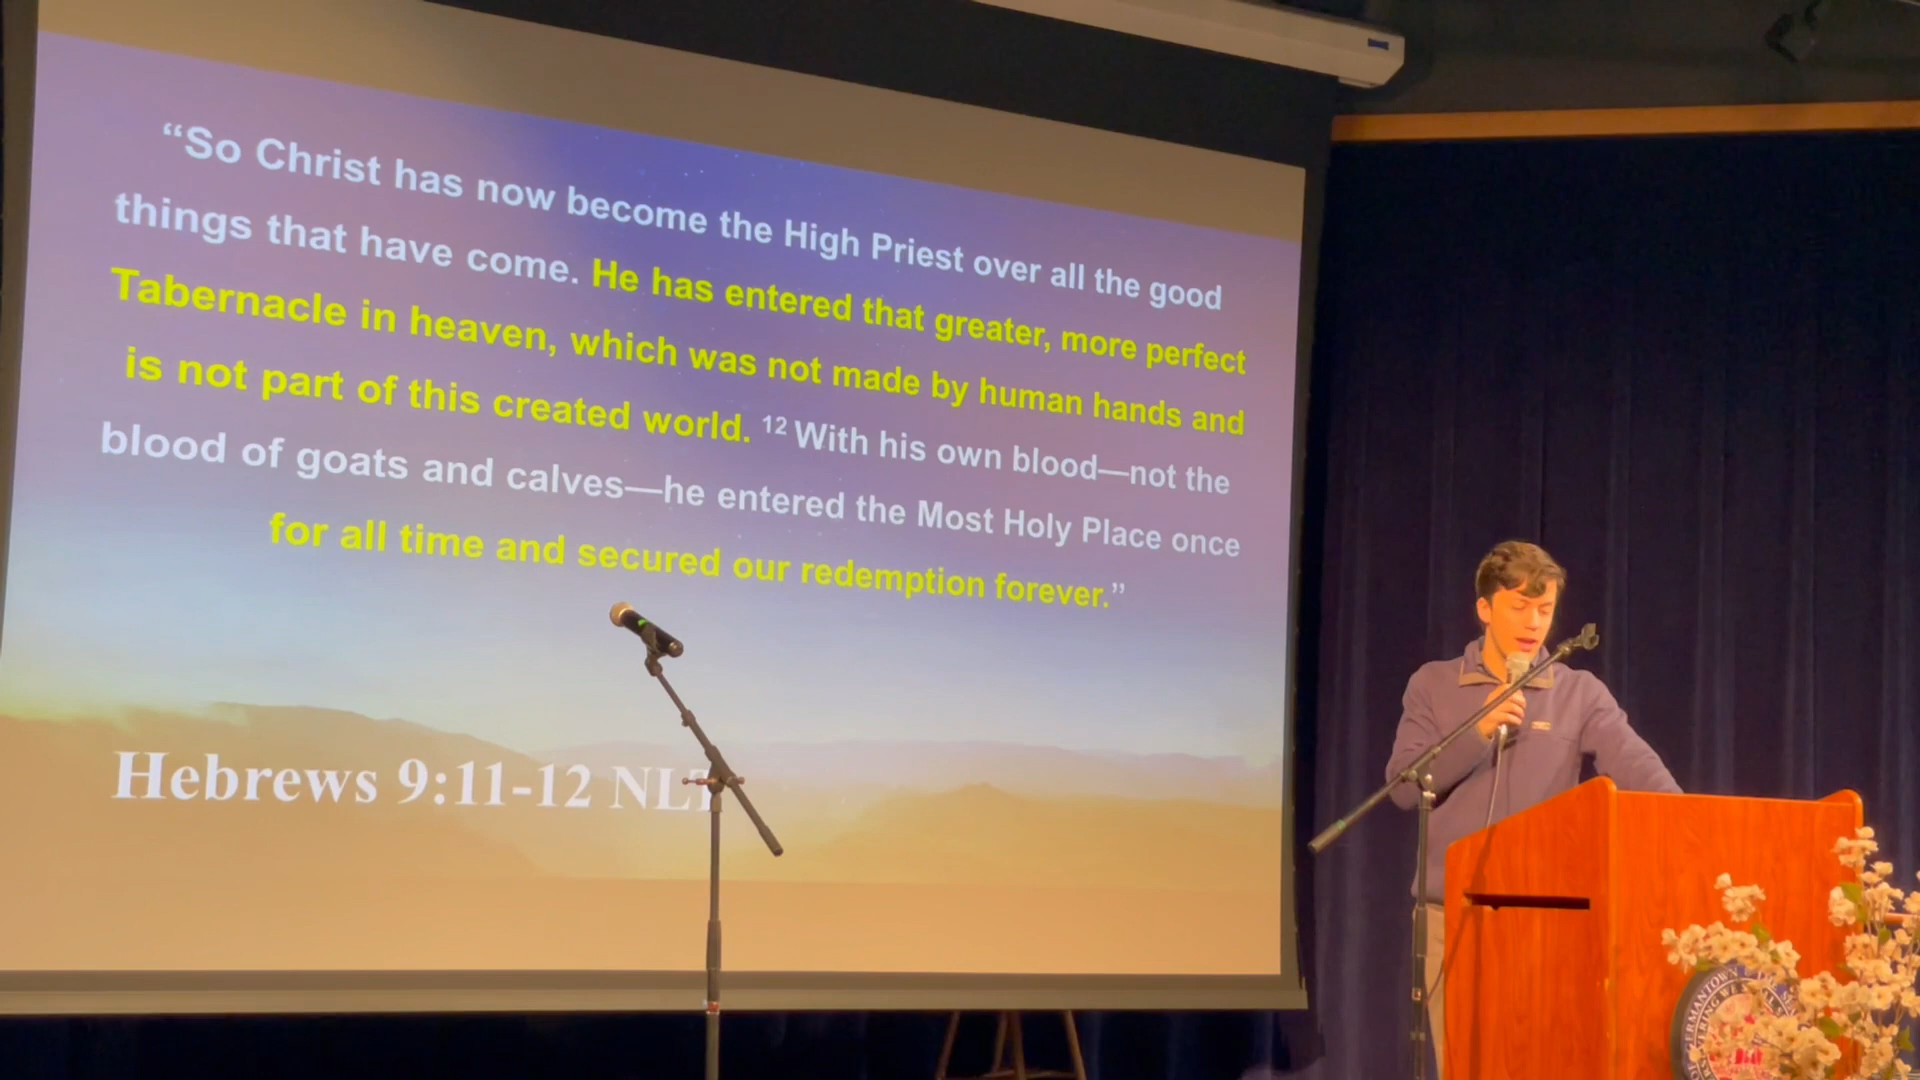 “So Christ has now become the High Priest over all the good
things that have come. He has entered that greater, more perfect
Tabernacle in heaven, which was not made by human hands and
is not part of this created world. 12 With his own blood—not the
blood of goats and calves—he entered the Most Holy Place once
for all time and secured our redemption forever.”
Hebrews 9:11-12 NLT
GERMANTOWN